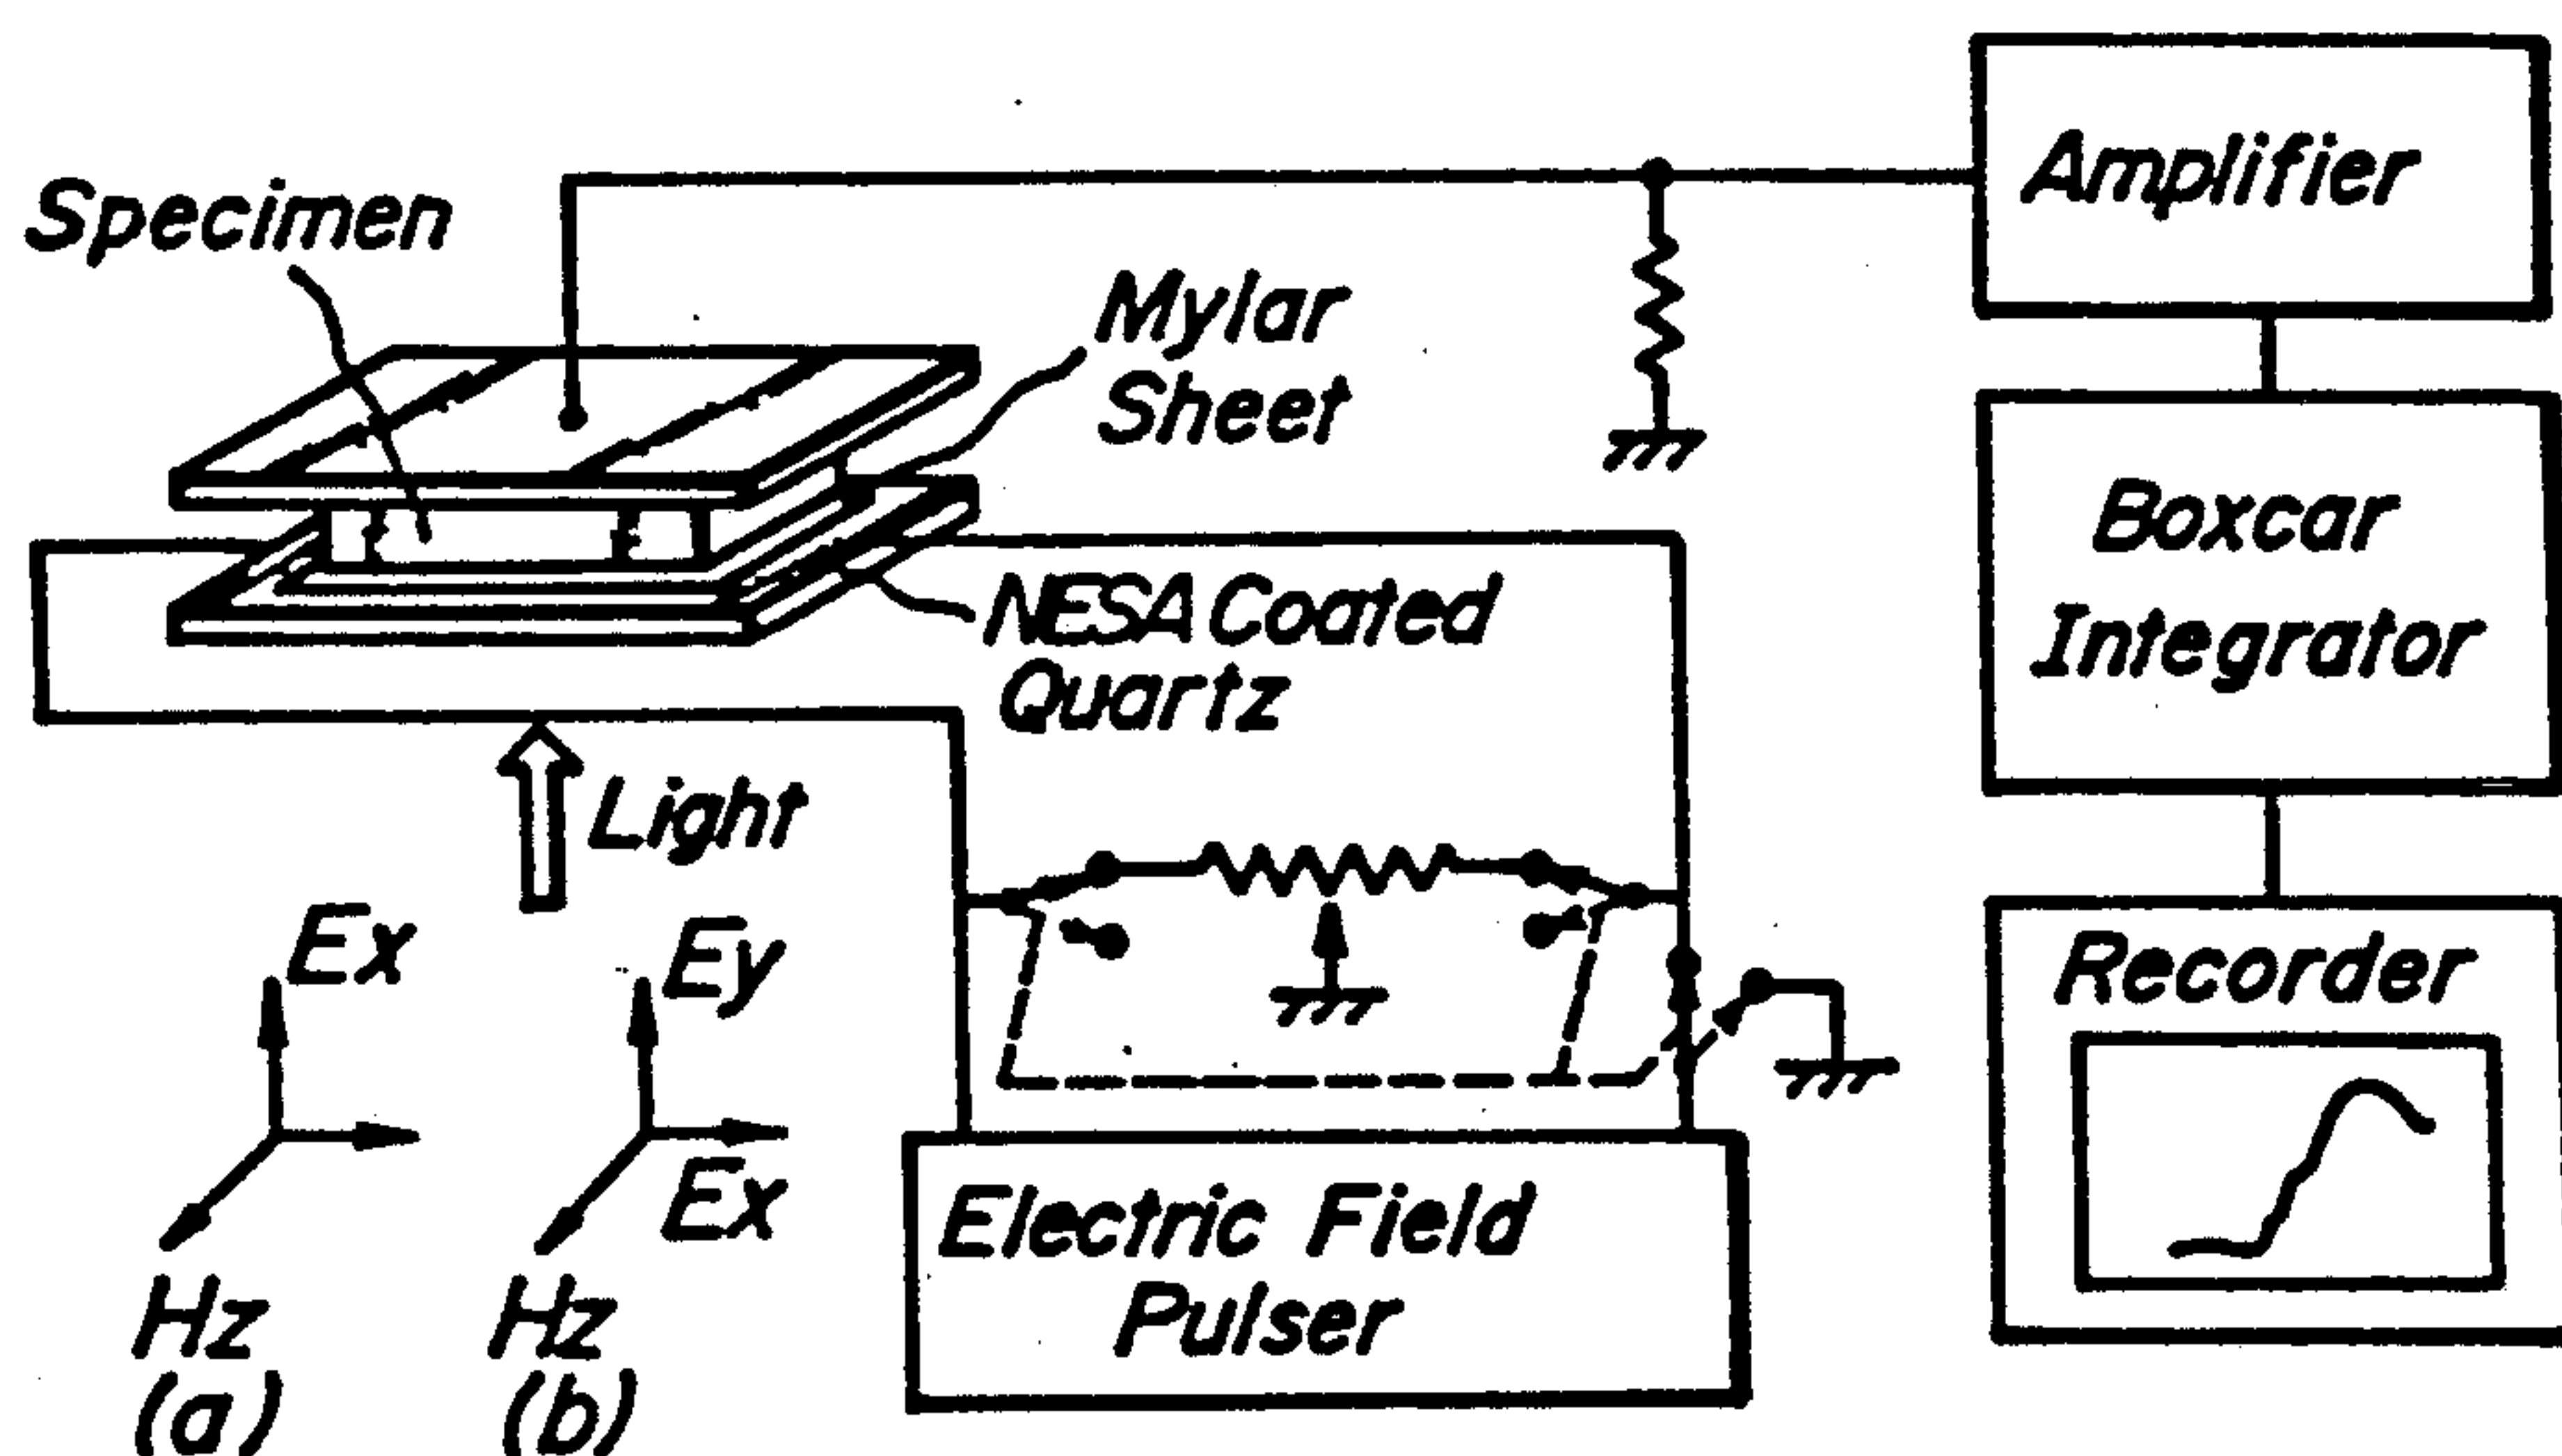 Specimen
Mylar
Sheet
NESA Coated
Quartz
Light
Amplifier
Boxcar
Integrator
Recorder
Electric Field
Pulser
Ex
Hz
(a)
Ey
Ex
Hz
(b)